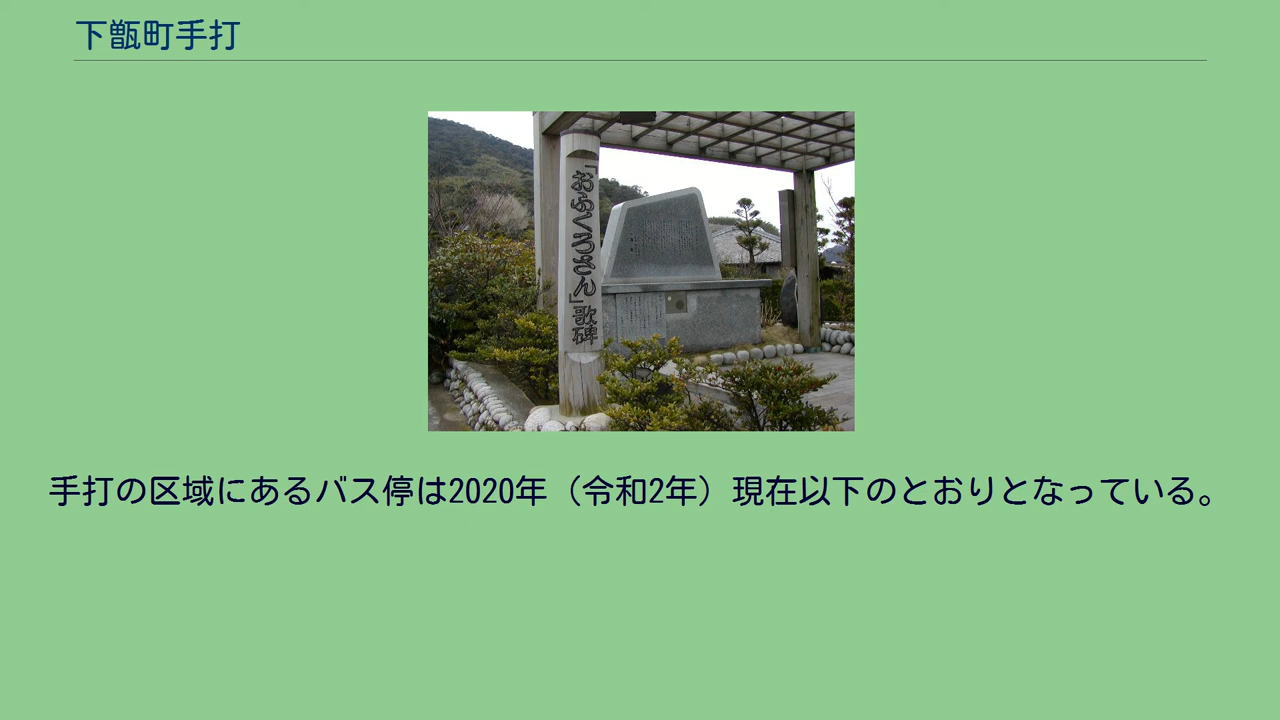 下甑町手打
「おふくろさん」歌碑
手打の区域にあるバス停は2020年（令和2年）現在以下のとおりとなっている。